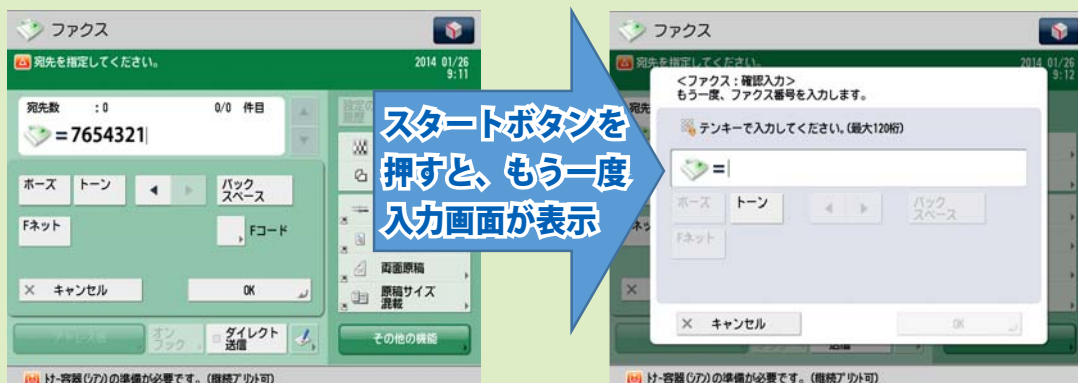 ファクス
宛先を指定してください。
2014 01/26
9:11
宛先数 :0
0/0 件目
=7654321
ポーズ
トーン
バック
スペース
Fネット
Fコード
キャンセル
OK
オン
フック
ダイレクト
送信
両面原稿
原稿サイズ
混載
その他の機能
トナー容器(シアン)の準備が必要です。(継続プリント可)
スタートボタンを
押すと、もう一度
入力画面が表示
ファクス
宛先を指定してください。
2014 01/26
9:12
<ファクス:確認入力>
もう一度、ファクス番号を入力します。
テンキーで入力してください。(最大120桁)
=
ポーズ
トーン
バック
スペース
Fネット
キャンセル
OK
トナー容器(シアン)の準備が必要です。(継続プリント可)